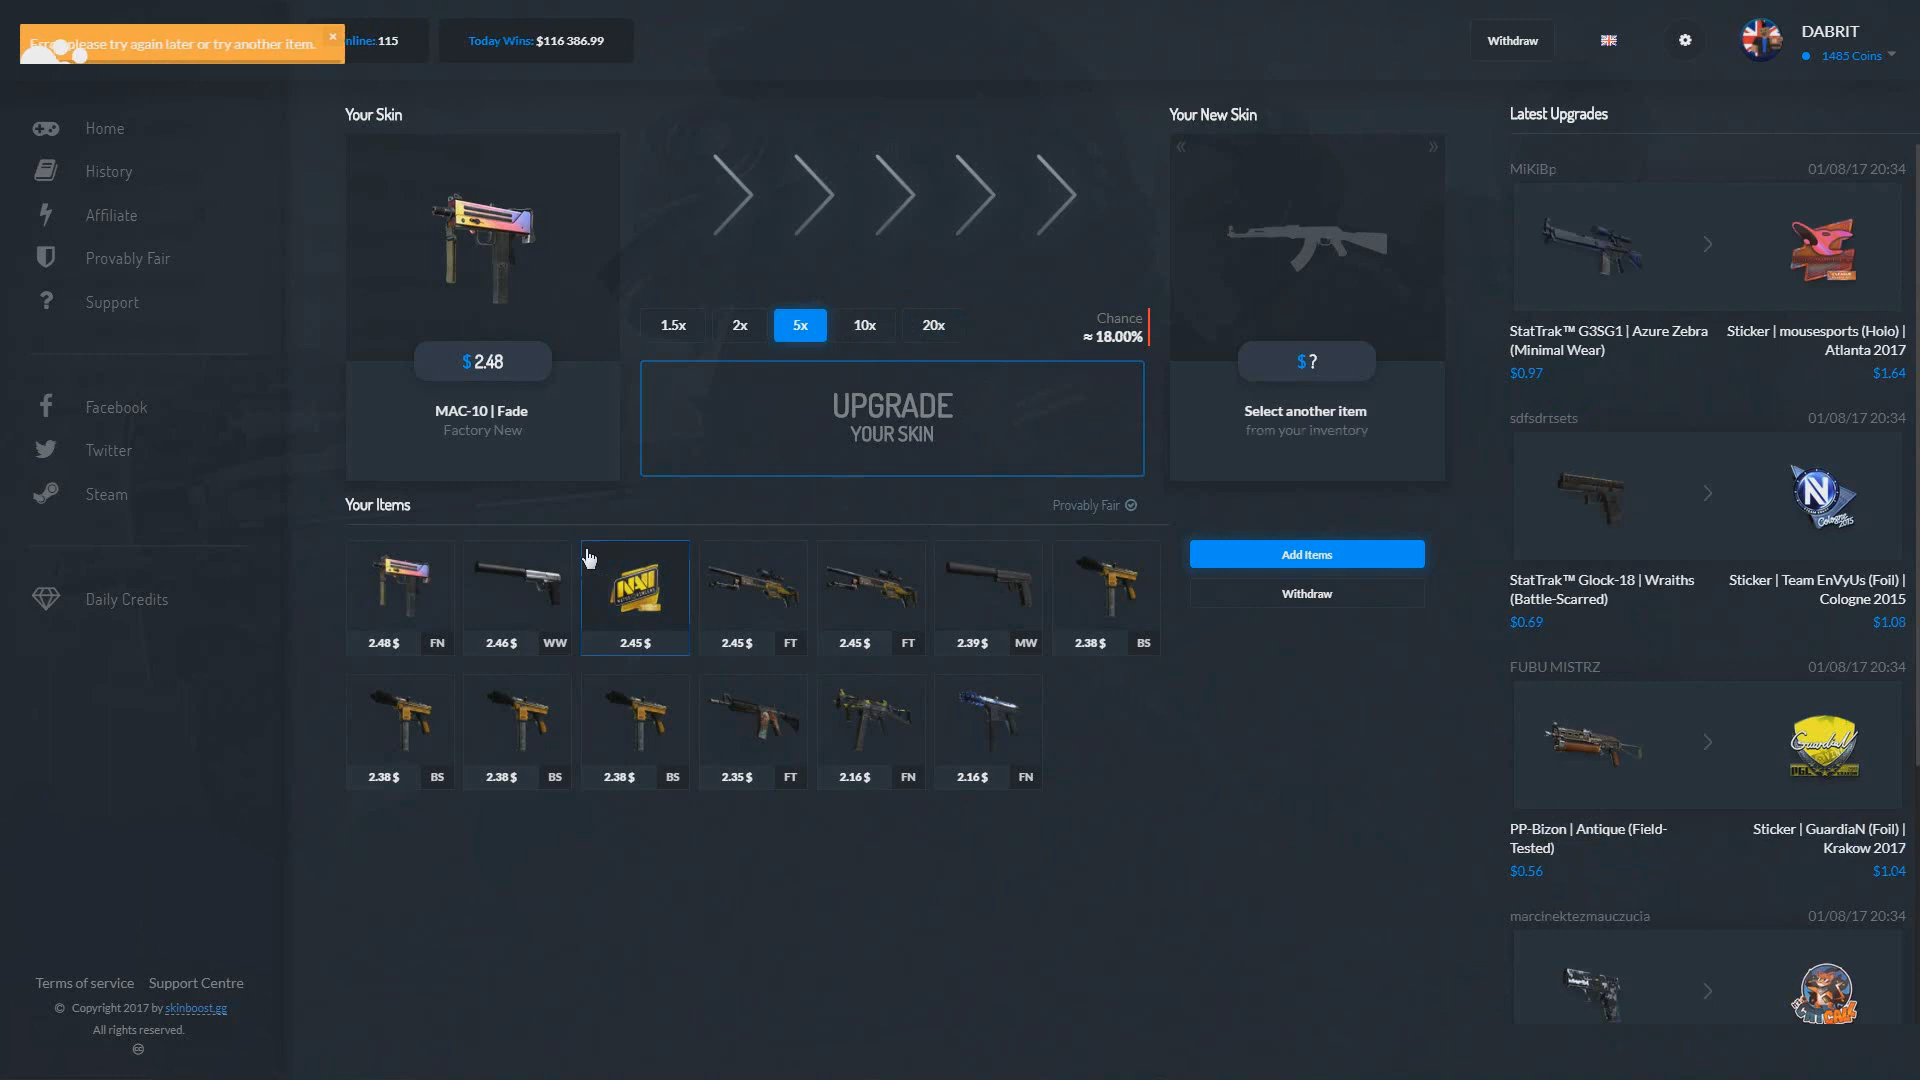 please try again later or try another item.
×
nline: 115
Today Wins: $116 386.99
Withdraw
DABRIT
1485 Coins
Home
History
Affiliate
Provably Fair
Support
Facebook
Twitter
Steam
Daily Credits
Terms of service Support Centre
© Copyright 2017 by skinboost.gg
All rights reserved.
Your Skin
$ 2.48
MAC-10 | Fade
Factory New
1.5x
2x
5x
10x
20x
Chance
≈ 18.00%
UPGRADE
YOUR SKIN
Your New Skin
$ ?
Select another item
from your inventory
Your Items
Provably Fair
2.48 $ FN
2.46 $ WW
2.45 $
2.45 $ FT
2.45 $ FT
2.39 $ MW
2.38 $ BS
2.38 $ BS
2.38 $ BS
2.38 $ BS
2.35 $ FT
2.16 $ FN
2.16 $ FN
Add Items
Withdraw
Latest Upgrades
MiKiBp 01/08/17 20:34
StatTrak™ G3SG1 | Azure Zebra
(Minimal Wear)
$0.97
Sticker | mousesports (Holo) |
Atlanta 2017
$1.64
sdfsdrtsets 01/08/17 20:34
StatTrak™ Glock-18 | Wraiths
(Battle-Scarred)
$0.69
Sticker | Team EnVyUs (Foil) |
Cologne 2015
$1.08
FUBU MISTRZ 01/08/17 20:34
PP-Bizon | Antique (Field-
Tested)
$0.56
Sticker | GuardiaN (Foil) |
Krakow 2017
$1.04
marcinektezmauczucia 01/08/17 20:34